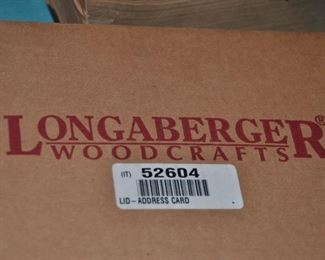 LONGABERGER®
WOODCRAFTS
(IT) 52604
LID-ADDRESS CARD